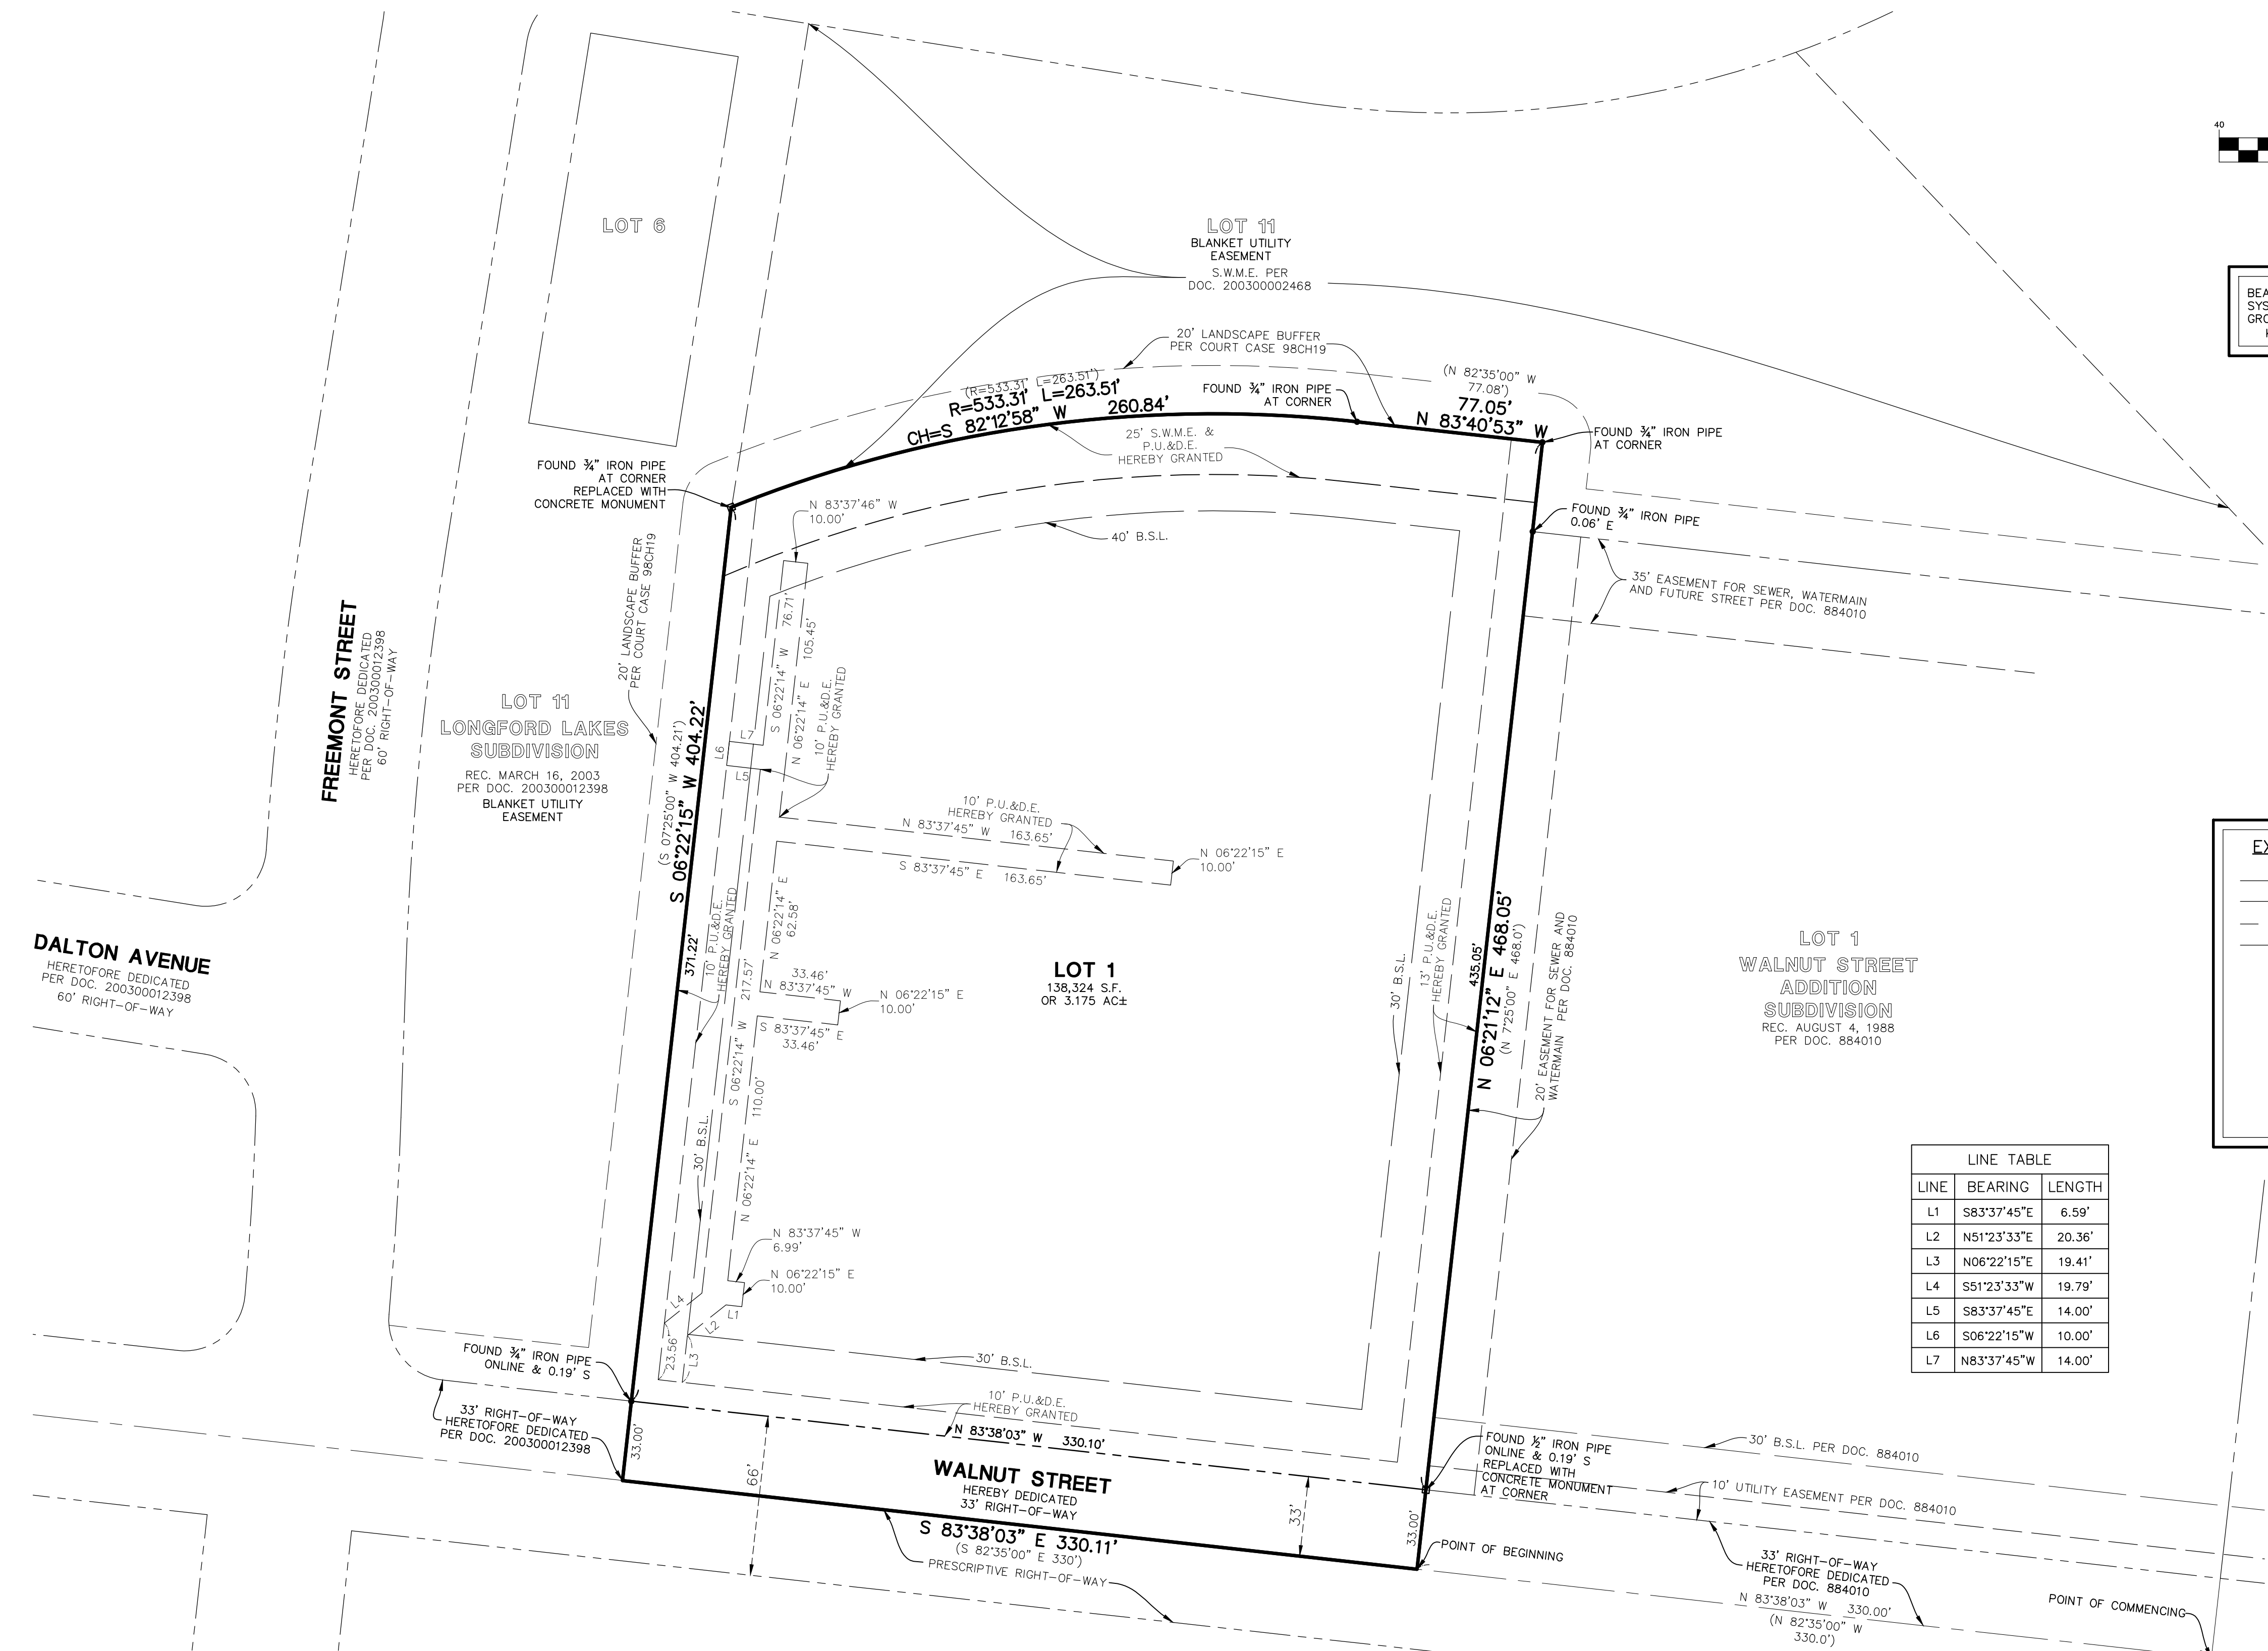 40
LOT 6
LOT 11
BLANKET UTILITY
EASEMENT
S.W.M.E. PER
DOC. 200300002468
BEA
SYS
GRO
20' LANDSCAPE BUFFER
PER COURT CASE 98CH19
(R=533.31' L=263.51')
R=533.31' L=263.51'
CH=S 82°12'58" W 260.84'
FOUND ¾" IRON PIPE
AT CORNER
(N 82°35'00" W
77.08')
77.05'
N 83°40'53" W
FOUND ¾" IRON PIPE
AT CORNER
25' S.W.M.E. &
P.U.&D.E.
HEREBY GRANTED
FOUND ¾" IRON PIPE
AT CORNER
REPLACED WITH
CONCRETE MONUMENT
N 83°37'46" W
10.00'
FOUND ¾" IRON PIPE
0.06' E
40' B.S.L.
35' EASEMENT FOR SEWER, WATERMAIN
AND FUTURE STREET PER DOC. 884010
20' LANDSCAPE BUFFER
PER COURT CASE 98CH19
FREEMONT STREET
HERETOFORE DEDICATED
PER DOC. 200300012398
60' RIGHT-OF-WAY
LOT 11
LONGFORD LAKES
SUBDIVISION
REC. MARCH 16, 2003
PER DOC. 200300012398
BLANKET UTILITY
EASEMENT
(S 07°25'00" W 404.21')
S 06°22'15" W 404.22'
371.22'
L6
L7
L5
S 06°22'14" W 76.71'
N 06°22'14" E 105.45'
10' P.U.&D.E.
HEREBY GRANTED
10' P.U.&D.E.
HEREBY GRANTED
N 83°37'45" W 163.65'
S 83°37'45" E 163.65'
N 06°22'15" E
10.00'
10' P.U.&D.E.
HEREBY GRANTED
S 06°22'14" W 217.57'
N 06°22'14" E
62.58'
33.46'
N 83°37'45" W
N 06°22'15" E
10.00'
S 83°37'45" E
33.46'
N 06°22'14" E 110.00'
30' B.S.L.
LOT 1
138,324 S.F.
OR 3.175 AC±
30' B.S.L.
13' P.U.&D.E.
HEREBY GRANTED
435.05'
N 06°21'12" E 468.05'
(N 7°25'00" E 468.0')
20' EASEMENT FOR SEWER AND
WATERMAIN PER DOC. 884010
EX
LOT 1
WALNUT STREET
ADDITION
SUBDIVISION
REC. AUGUST 4, 1988
PER DOC. 884010
DALTON AVENUE
HERETOFORE DEDICATED
PER DOC. 200300012398
60' RIGHT-OF-WAY
LINE TABLE
LINE BEARING LENGTH
L1 S83°37'45"E 6.59'
L2 N51°23'33"E 20.36'
L3 N06°22'15"E 19.41'
L4 S51°23'33"W 19.79'
L5 S83°37'45"E 14.00'
L6 S06°22'15"W 10.00'
L7 N83°37'45"W 14.00'
N 83°37'45" W
6.99'
N 06°22'15" E
10.00'
L4
L1
L2
L3
23.56'
FOUND ¾" IRON PIPE
ONLINE & 0.19' S
30' B.S.L.
10' P.U.&D.E.
HEREBY GRANTED
N 83°38'03" W 330.10'
33' RIGHT-OF-WAY
HERETOFORE DEDICATED
PER DOC. 200300012398
33.00'
66'
WALNUT STREET
HEREBY DEDICATED
33' RIGHT-OF-WAY
S 83°38'03" E 330.11'
(S 82°35'00" E 330')
PRESCRIPTIVE RIGHT-OF-WAY
33'
33.00'
FOUND ½" IRON PIPE
ONLINE & 0.19' S
REPLACED WITH
CONCRETE MONUMENT
AT CORNER
30' B.S.L. PER DOC. 884010
10' UTILITY EASEMENT PER DOC. 884010
POINT OF BEGINNING
33' RIGHT-OF-WAY
HERETOFORE DEDICATED
PER DOC. 884010
N 83°38'03" W 330.00'
(N 82°35'00" W
330.0')
POINT OF COMMENCING